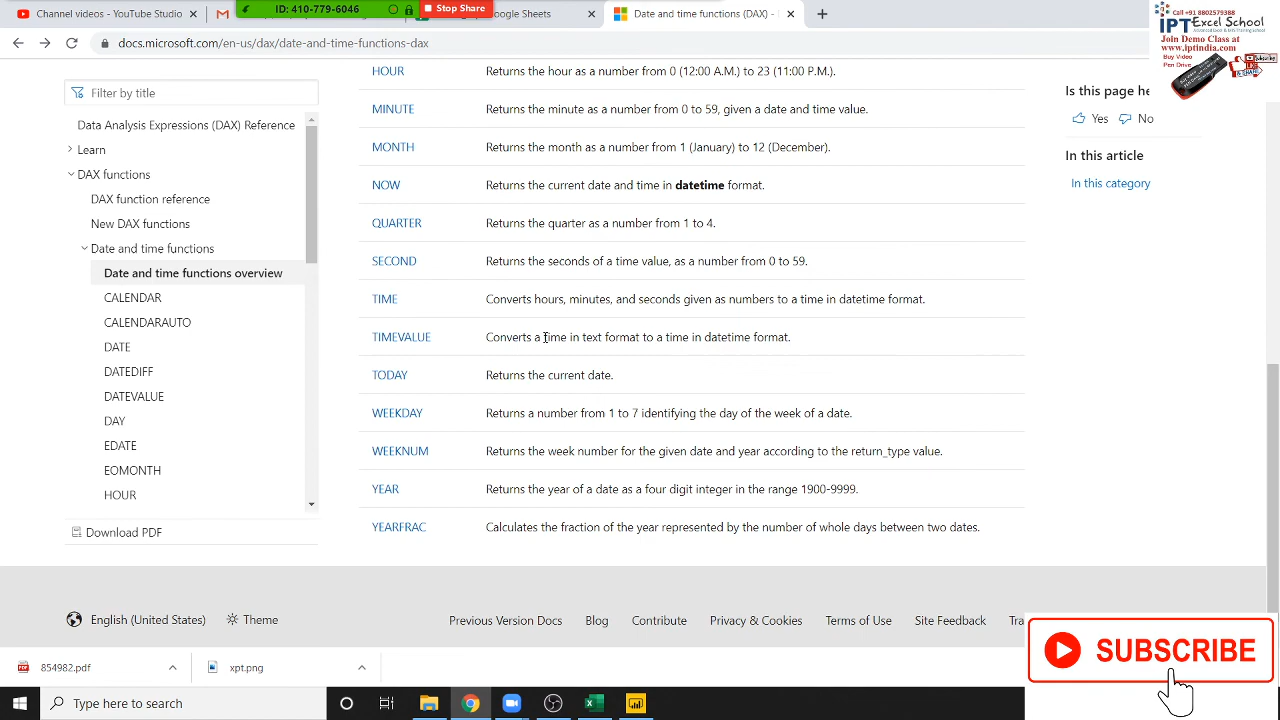 Channel videos - YouTube
ID: 410-779-6046
Stop Share
Sheets
Date and time functions (DAX) -
docs.microsoft.com/en-us/dax/date-and-time-functions-dax
Call +91 8802579388
IPT Excel School
Join Demo Class at
www.iptindia.com
Buy Video
Pen Drive
Filter by title
Data Analysis Expressions (DAX) Reference
Learn
DAX functions
DAX function reference
New DAX functions
Date and time functions
Date and time functions overview
CALENDAR
CALENDARAUTO
DATE
DATEDIFF
DATEVALUE
DAY
EDATE
EOMONTH
HOUR
Download PDF
HOUR Returns the hour as a number from 0 (12:00 A.M.) to 23 (11:00 P.M.).
MINUTE Returns the minute as a number from 0 to 59, given a date and time value.
MONTH Returns the month as a number from 1 (January) to 12 (December).
NOW Returns the current date and time in datetime format.
QUARTER Returns the quarter as a number from 1 to 4.
SECOND Returns the seconds of a time value, as a number from 0 to 59.
TIME Converts hours, minutes, and seconds given as numbers to a time in datetime format.
TIMEVALUE Converts a time in text format to a time in datetime format.
TODAY Returns the current date.
WEEKDAY Returns a number from 1 to 7 identifying the day of the week of a date.
WEEKNUM Returns the week number for the given date and year according to the return_type value.
YEAR Returns the year of a date as a four digit integer in the range 1900-9999.
YEARFRAC Calculates the fraction of the year represented by the number of whole days between two dates.
Is this page he
Yes No
In this article
In this category
English (United States) Theme Previous Version Docs Blog Contribute Privacy & Cookies Terms of Use Site Feedback Tra
SUBSCRIBE
854982.pdf xpt.png
Type here to search